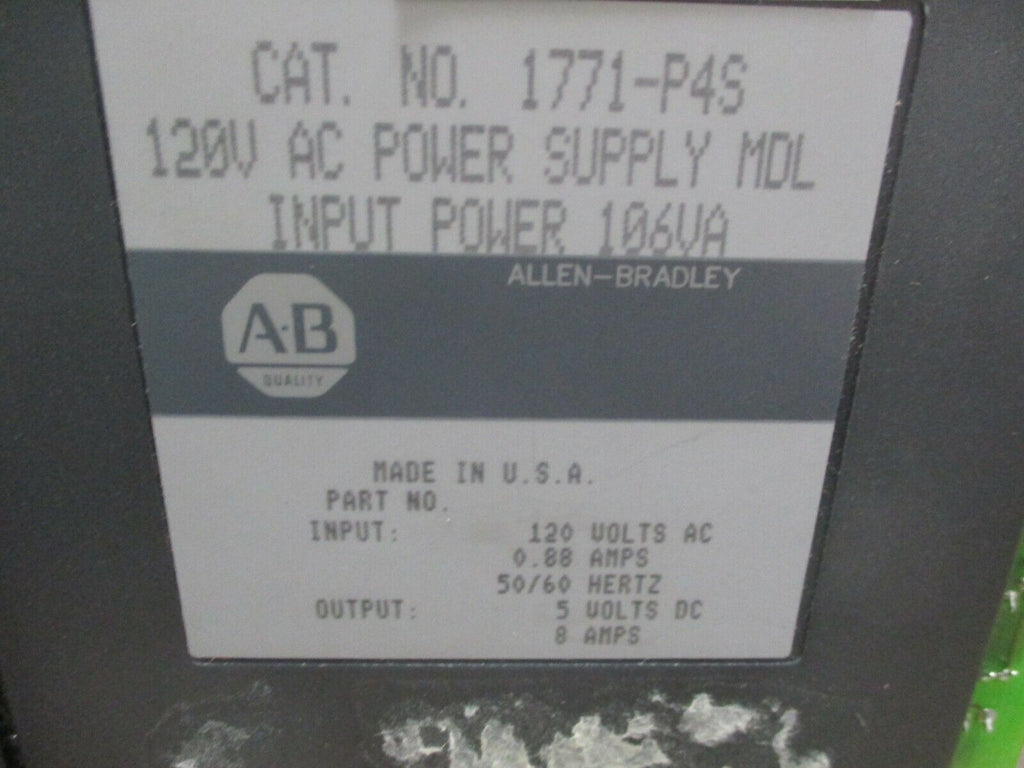 CAT. NO. 1771-P4S
120V AC POWER SUPPLY MDL
INPUT POWER 106VA
ALLEN-BRADLEY
A·B
QUALITY
MADE IN U.S.A.
PART NO.
INPUT: 120 VOLTS AC
0.88 AMPS
50/60 HERTZ
OUTPUT: 5 VOLTS DC
8 AMPS